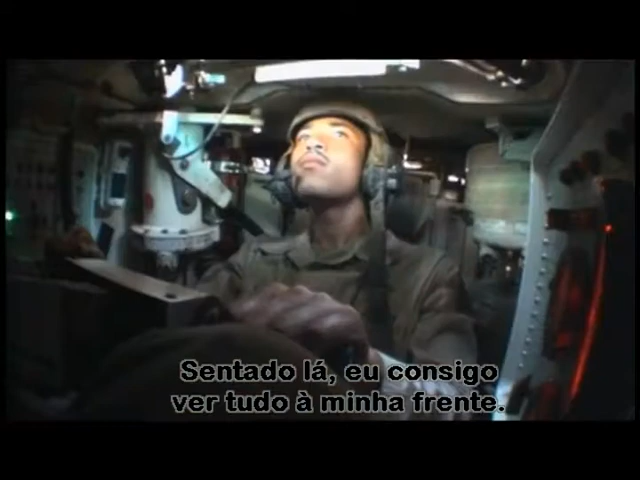 Sentado lá, eu consigo
ver tudo à minha frente.